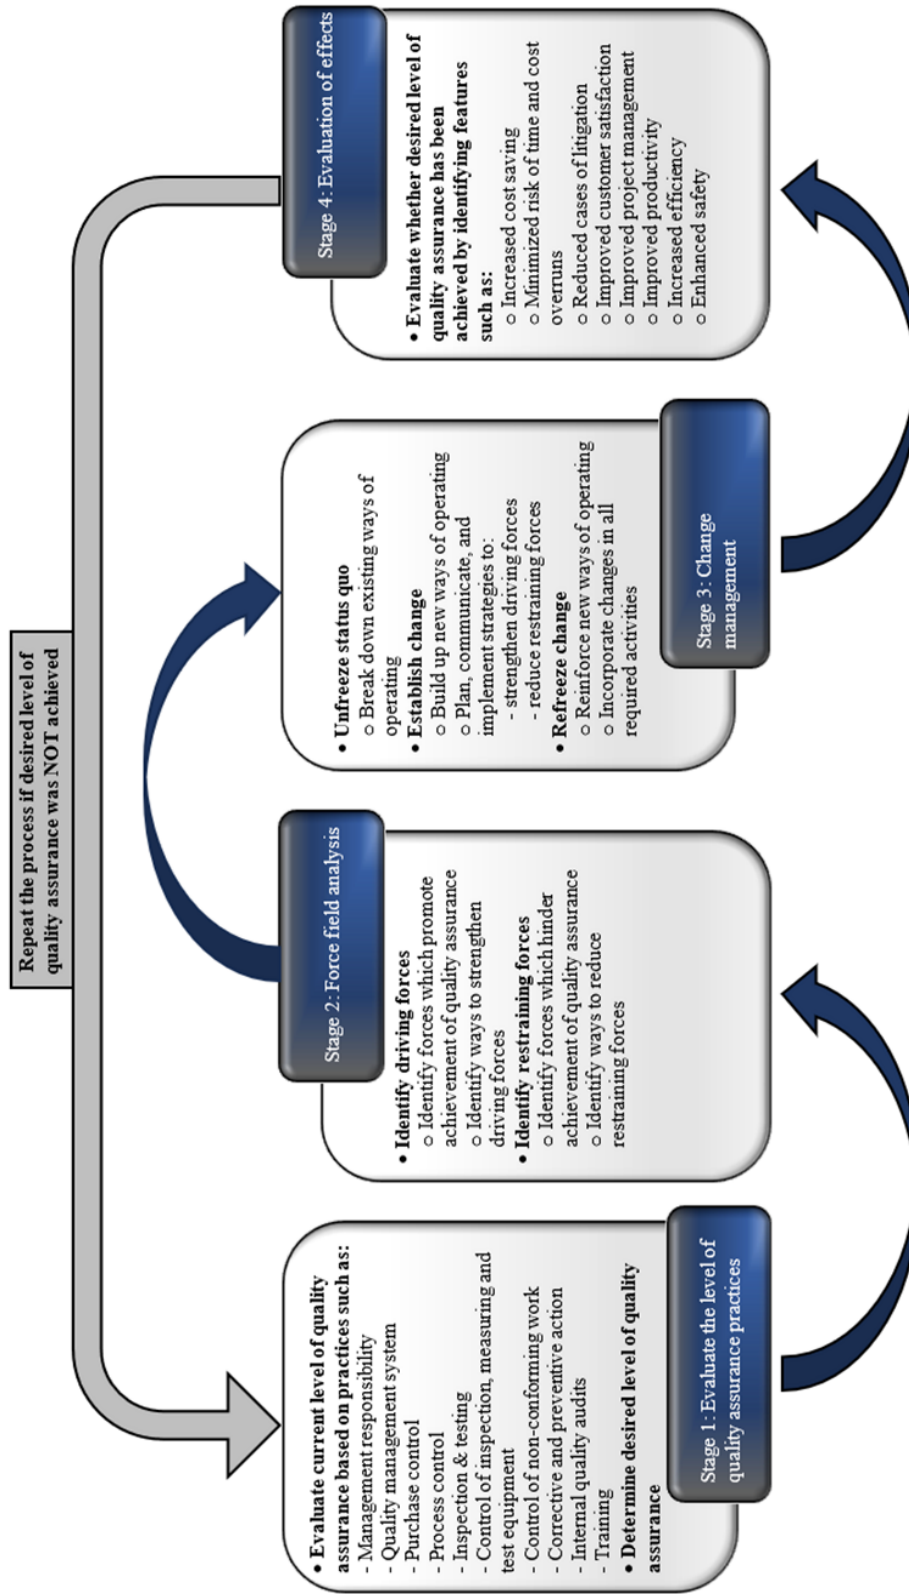 Repeat the process if desired level of
quality assurance was NOT achieved
• Evaluate current level of quality
assurance based on practices such as:
- Management responsibility
- Quality management system
- Purchase control
- Process control
- Inspection & testing
- Control of inspection, measuring and
test equipment
- Control of non-conforming work
- Corrective and preventive action
- Internal quality audits
- Training
• Determine desired level of quality
assurance
Stage 1: Evaluate the level of
quality assurance practices
Stage 2: Force field analysis
• Identify driving forces
o Identify forces which promote
achievement of quality assurance
o Identify ways to strengthen
driving forces
• Identify restraining forces
o Identify forces which hinder
achievement of quality assurance
o Identify ways to reduce
restraining forces
• Unfreeze status quo
o Break down existing ways of
operating
• Establish change
o Build up new ways of operating
o Plan, communicate, and
implement strategies to:
- strengthen driving forces
- reduce restraining forces
• Refreeze change
o Reinforce new ways of operating
o Incorporate changes in all
required activities
Stage 3: Change
management
Stage 4: Evaluation of effects
• Evaluate whether desired level of
quality assurance has been
achieved by identifying features
such as:
o Increased cost saving
o Minimized risk of time and cost
overruns
o Reduced cases of litigation
o Improved customer satisfaction
o Improved project management
o Improved productivity
o Increased efficiency
o Enhanced safety